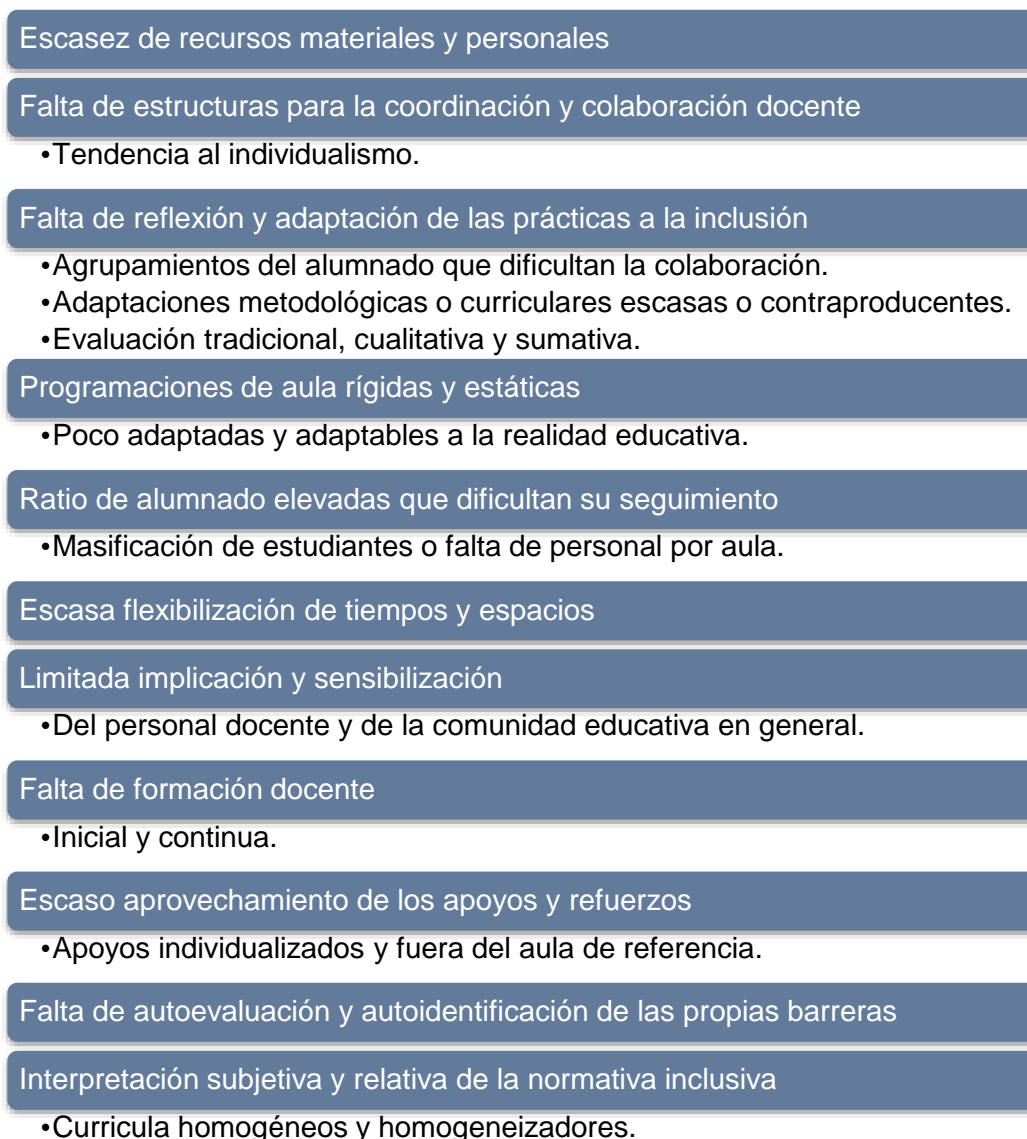 Escasez de recursos materiales y personales
Falta de estructuras para la coordinación y colaboración docente
•Tendencia al individualismo.
Falta de reflexión y adaptación de las prácticas a la inclusión
•Agrupamientos del alumnado que dificultan la colaboración.
•Adaptaciones metodológicas o curriculares escasas o contraproducentes.
•Evaluación tradicional, cualitativa y sumativa.
Programaciones de aula rígidas y estáticas
•Poco adaptadas y adaptables a la realidad educativa.
Ratio de alumnado elevadas que dificultan su seguimiento
•Masificación de estudiantes o falta de personal por aula.
Escasa flexibilización de tiempos y espacios
Limitada implicación y sensibilización
•Del personal docente y de la comunidad educativa en general.
Falta de formación docente
•Inicial y continua.
Escaso aprovechamiento de los apoyos y refuerzos
•Apoyos individualizados y fuera del aula de referencia.
Falta de autoevaluación y autoidentificación de las propias barreras
Interpretación subjetiva y relativa de la normativa inclusiva
•Curricula homogéneos y homogeneizadores.